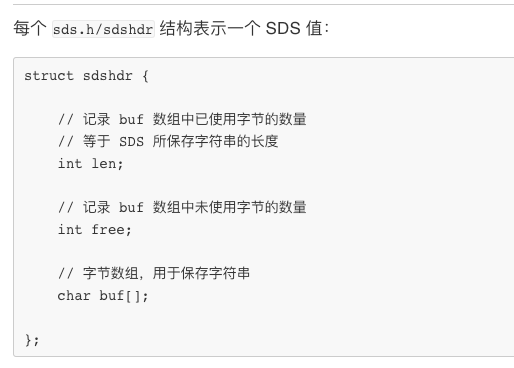 每个 sds.h/sdshdr 结构表示一个 SDS 值：
struct sdshdr {
// 记录 buf 数组中已使用字节的数量
// 等于 SDS 所保存字符串的长度
int len;
// 记录 buf 数组中未使用字节的数量
int free;
// 字节数组，用于保存字符串
char buf[];
};